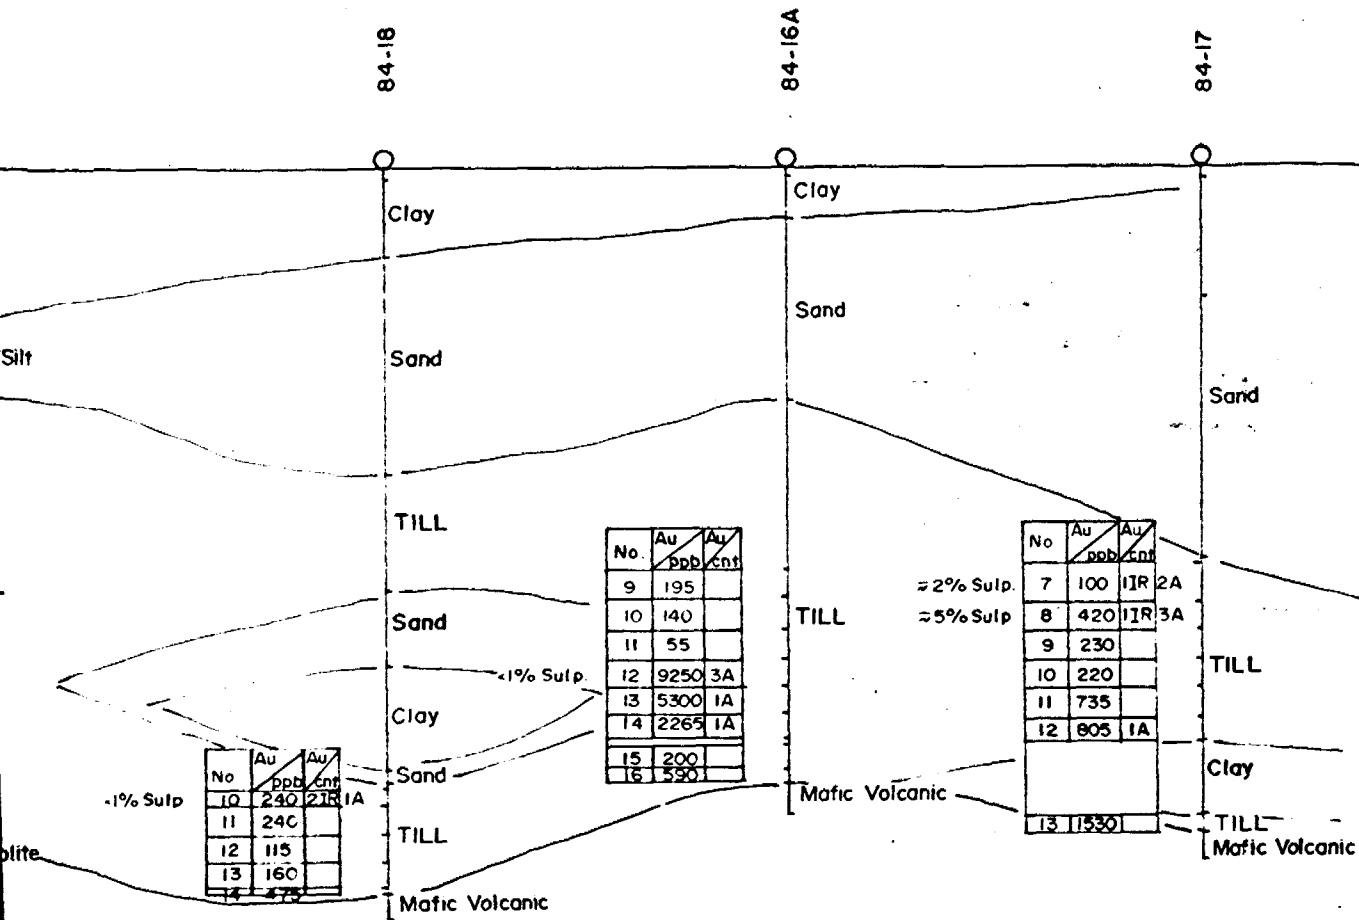 84-18
84-16A
84-17
Clay
Clay
Sand
Silt
Sand
Sand
TILL
Sand
Clay
Sand
TILL
Mafic Volcanic
No Au ppb Au cnt
<1% Sulp 10 240 2IR 1A
11 240
12 115
13 160
14 475
No. Au ppb Au cnt
9 195
10 140
11 55
<1% Sulp. 12 9250 3A
13 5300 1A
14 2265 1A
15 200
16 590
TILL
Mafic Volcanic
No Au ppb Au cnt
≈2% Sulp. 7 100 1IR 2A
≈5% Sulp 8 420 1IR 3A
9 230
10 220
11 735
12 805 1A
13 1530
TILL
Clay
TILL
Mafic Volcanic
olite